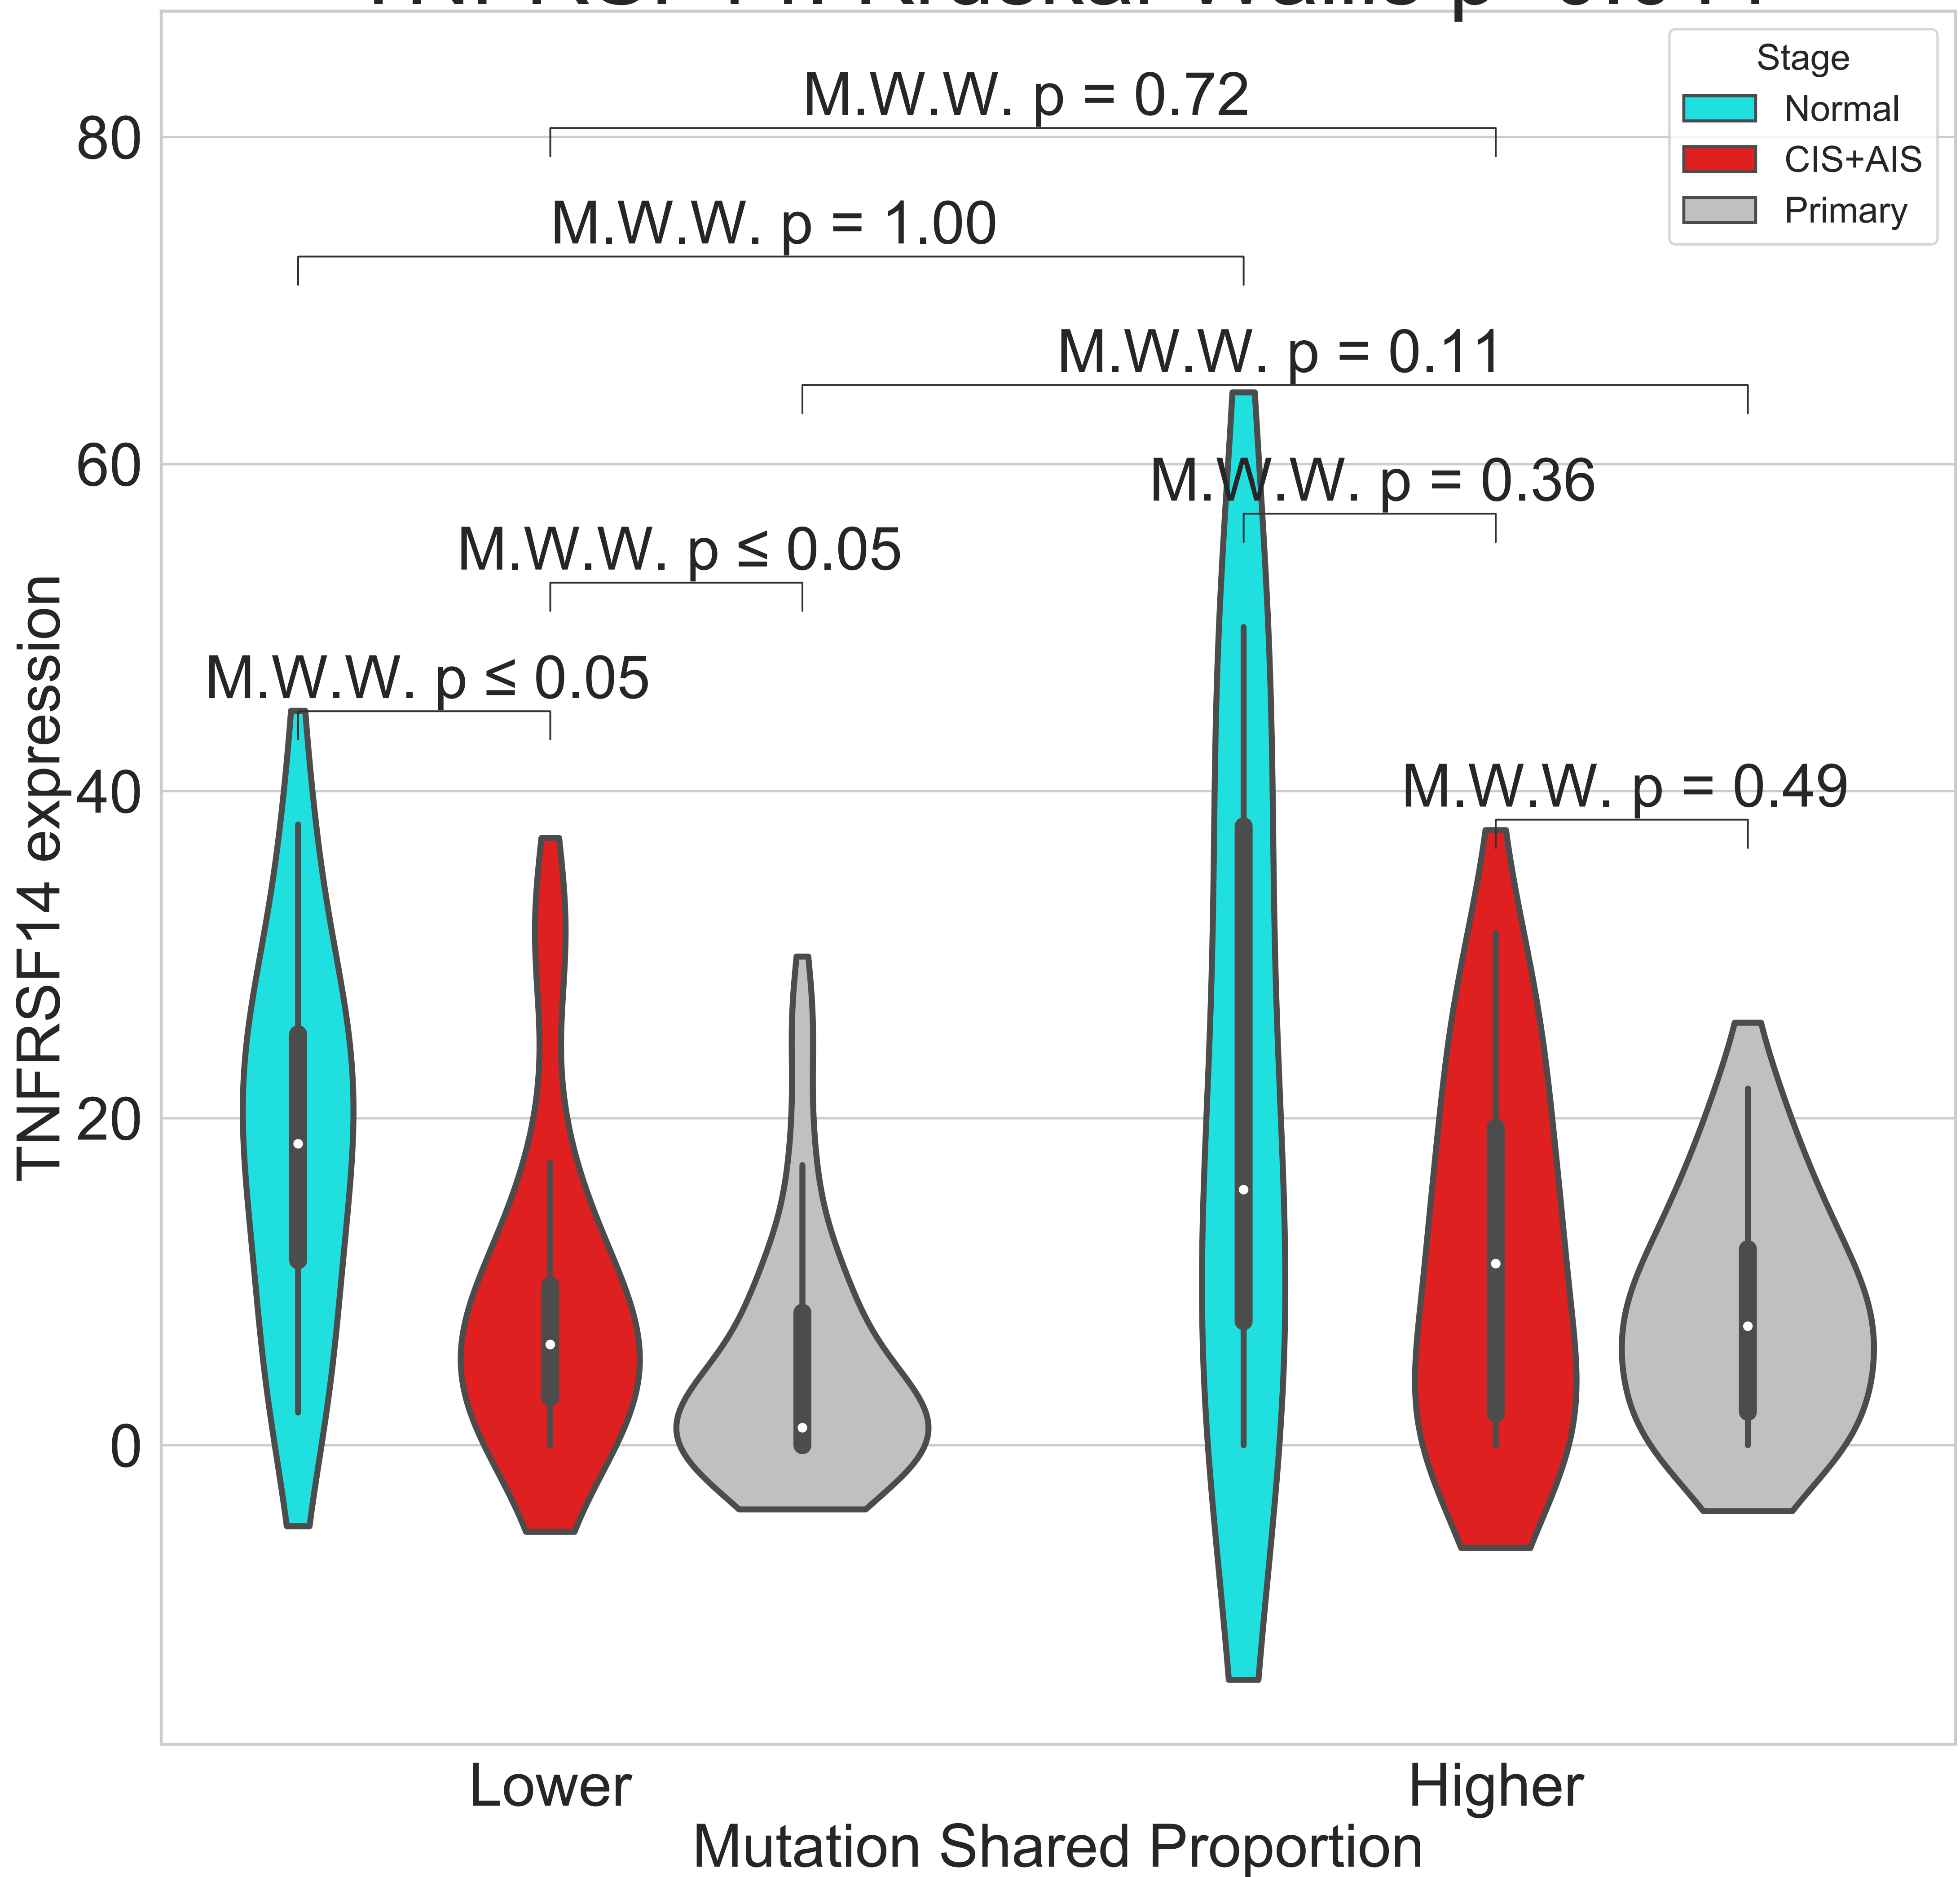 Stage
Normal
CIS+AIS
Primary
M.W.W. p = 0.72
M.W.W. p = 1.00
M.W.W. p = 0.11
M.W.W. p = 0.36
M.W.W. p ≤ 0.05
M.W.W. p ≤ 0.05
M.W.W. p = 0.49
80
60
40
20
0
TNFRSF14 expression
Lower
Higher
Mutation Shared Proportion